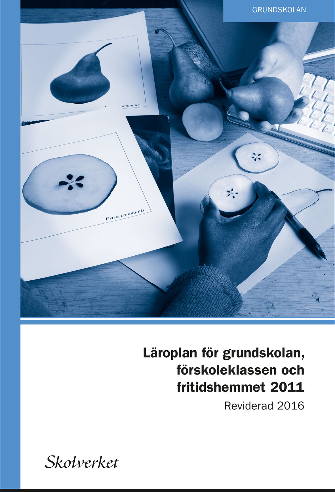 GRUNDSKOLAN
Läroplan för grundskolan,
förskoleklassen och
fritidshemmet 2011
Reviderad 2016
Skolverket